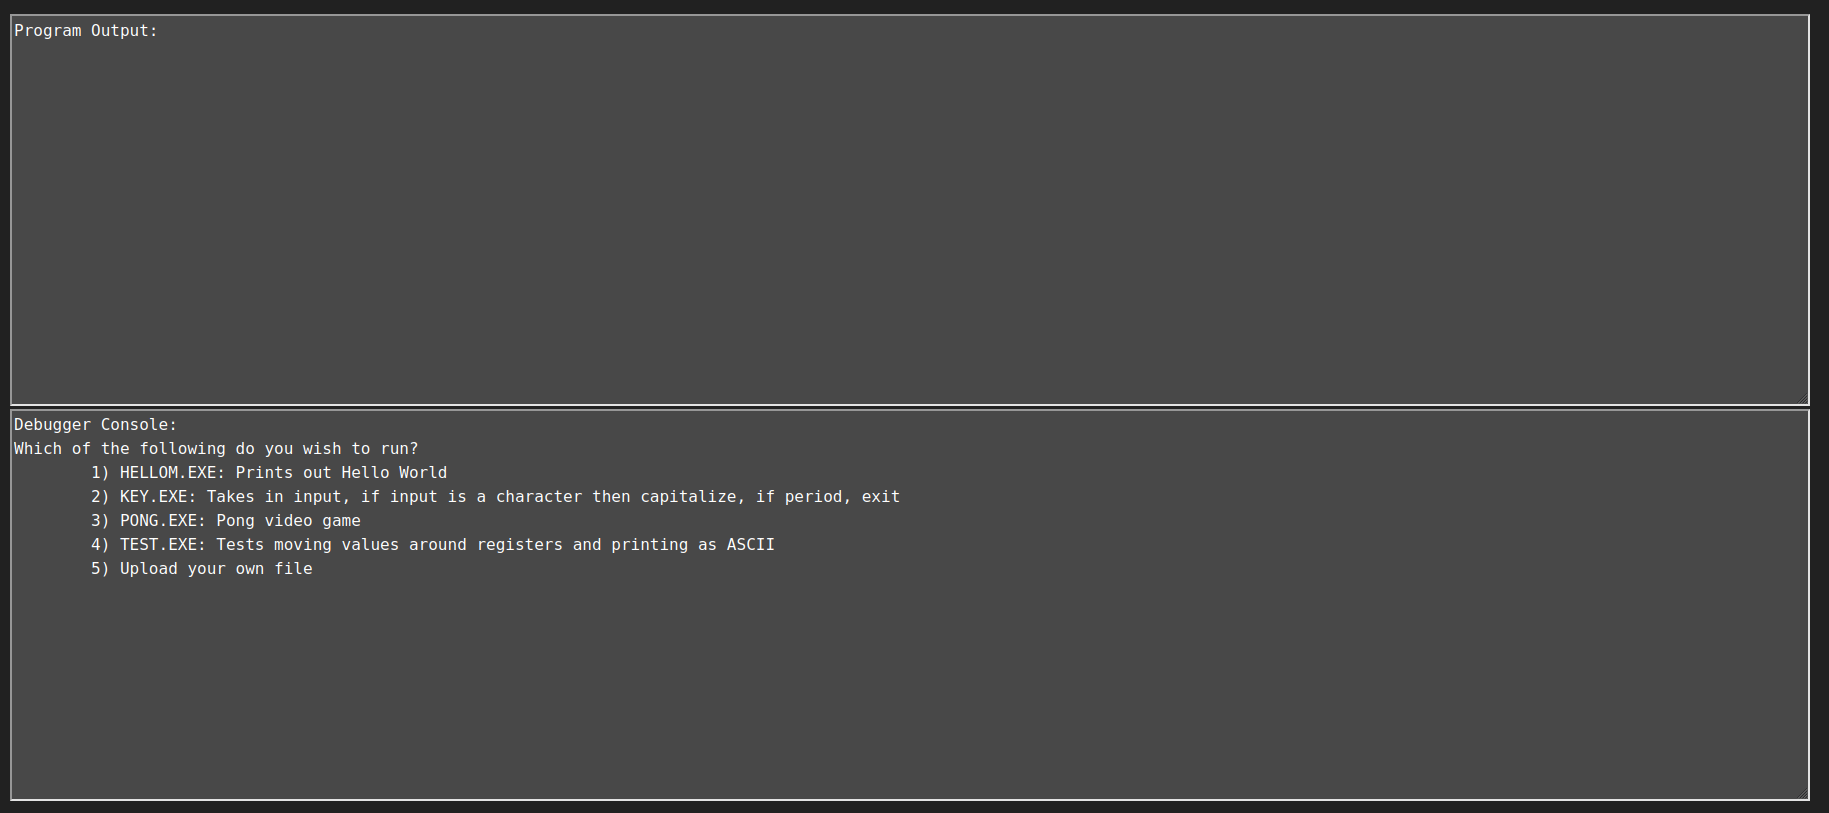 Program Output:
Debugger Console:
Which of the following do you wish to run?
1) HELLOM.EXE: Prints out Hello World
2) KEY.EXE: Takes in input, if input is a character then capitalize, if period, exit
3) PONG.EXE: Pong video game
4) TEST.EXE: Tests moving values around registers and printing as ASCII
5) Upload your own file